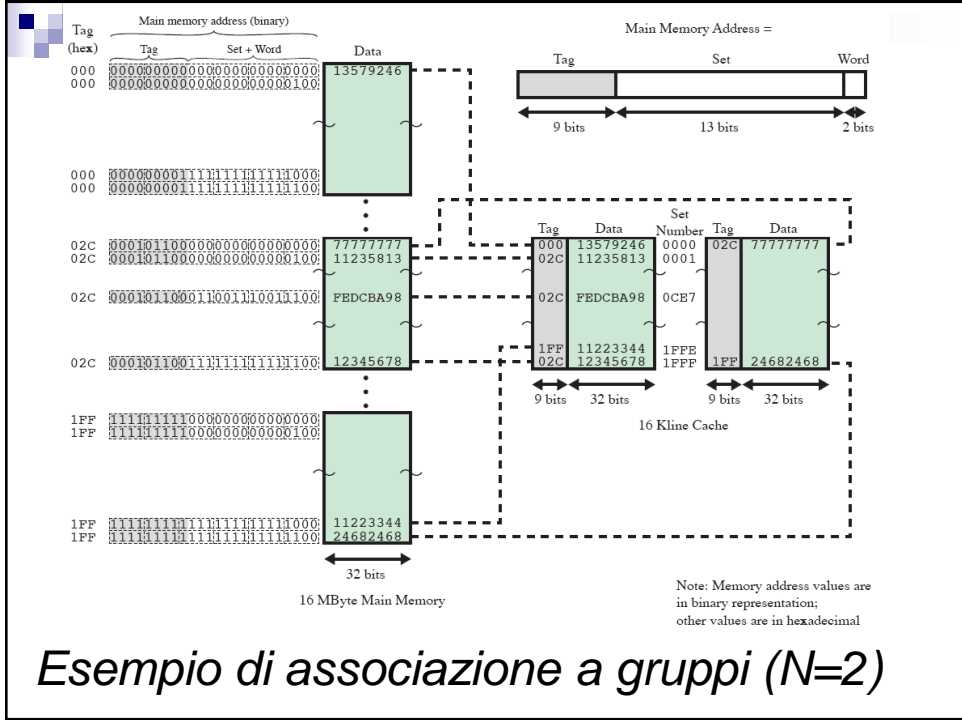 Main memory address (binary)
Tag
(hex)
Tag
Set + Word
Data
000 000000000000000000000000 13579246
000 000000000000000000000100
000 000000001111111111111000
000 000000001111111111111100
02C 000101100000000000000000 77777777
02C 000101100000000000000100 11235813
02C 000101100011001110011100 FEDCBA98
02C 000101100111111111111100 12345678
1FF 111111111000000000000000
1FF 111111111000000000000100
1FF 111111111111111111111000 11223344
1FF 111111111111111111111100 24682468
32 bits
16 MByte Main Memory
Main Memory Address =
Tag Set Word
9 bits 13 bits 2 bits
Set
Tag Data Number Tag Data
000 13579246 0000 02C 77777777
02C 11235813 0001
02C FEDCBA98 0CE7
1FF 11223344 1FFE
02C 12345678 1FFF 1FF 24682468
9 bits 32 bits 9 bits 32 bits
16 Kline Cache
Note: Memory address values are
in binary representation;
other values are in hexadecimal
Esempio di associazione a gruppi (N=2)